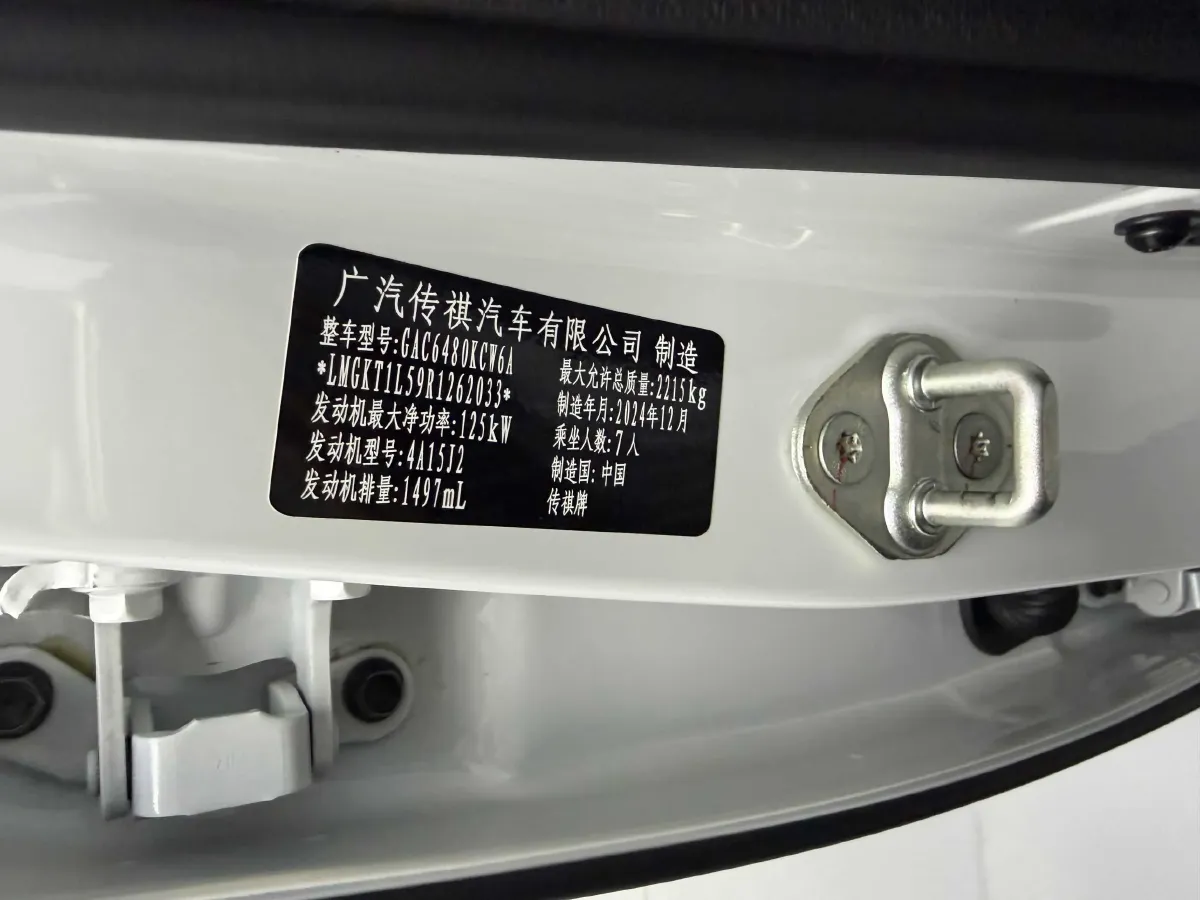 广汽传祺汽车有限公司 制造
整车型号:GAC6480KCW6A
*LMGKT1L59R1262033*
发动机最大净功率:125kW
发动机型号:4A15J2
发动机排量:1497mL
最大允许总质量:2215kg
制造年月:2024年12月
乘坐人数:7人
制造国:中国
传祺牌